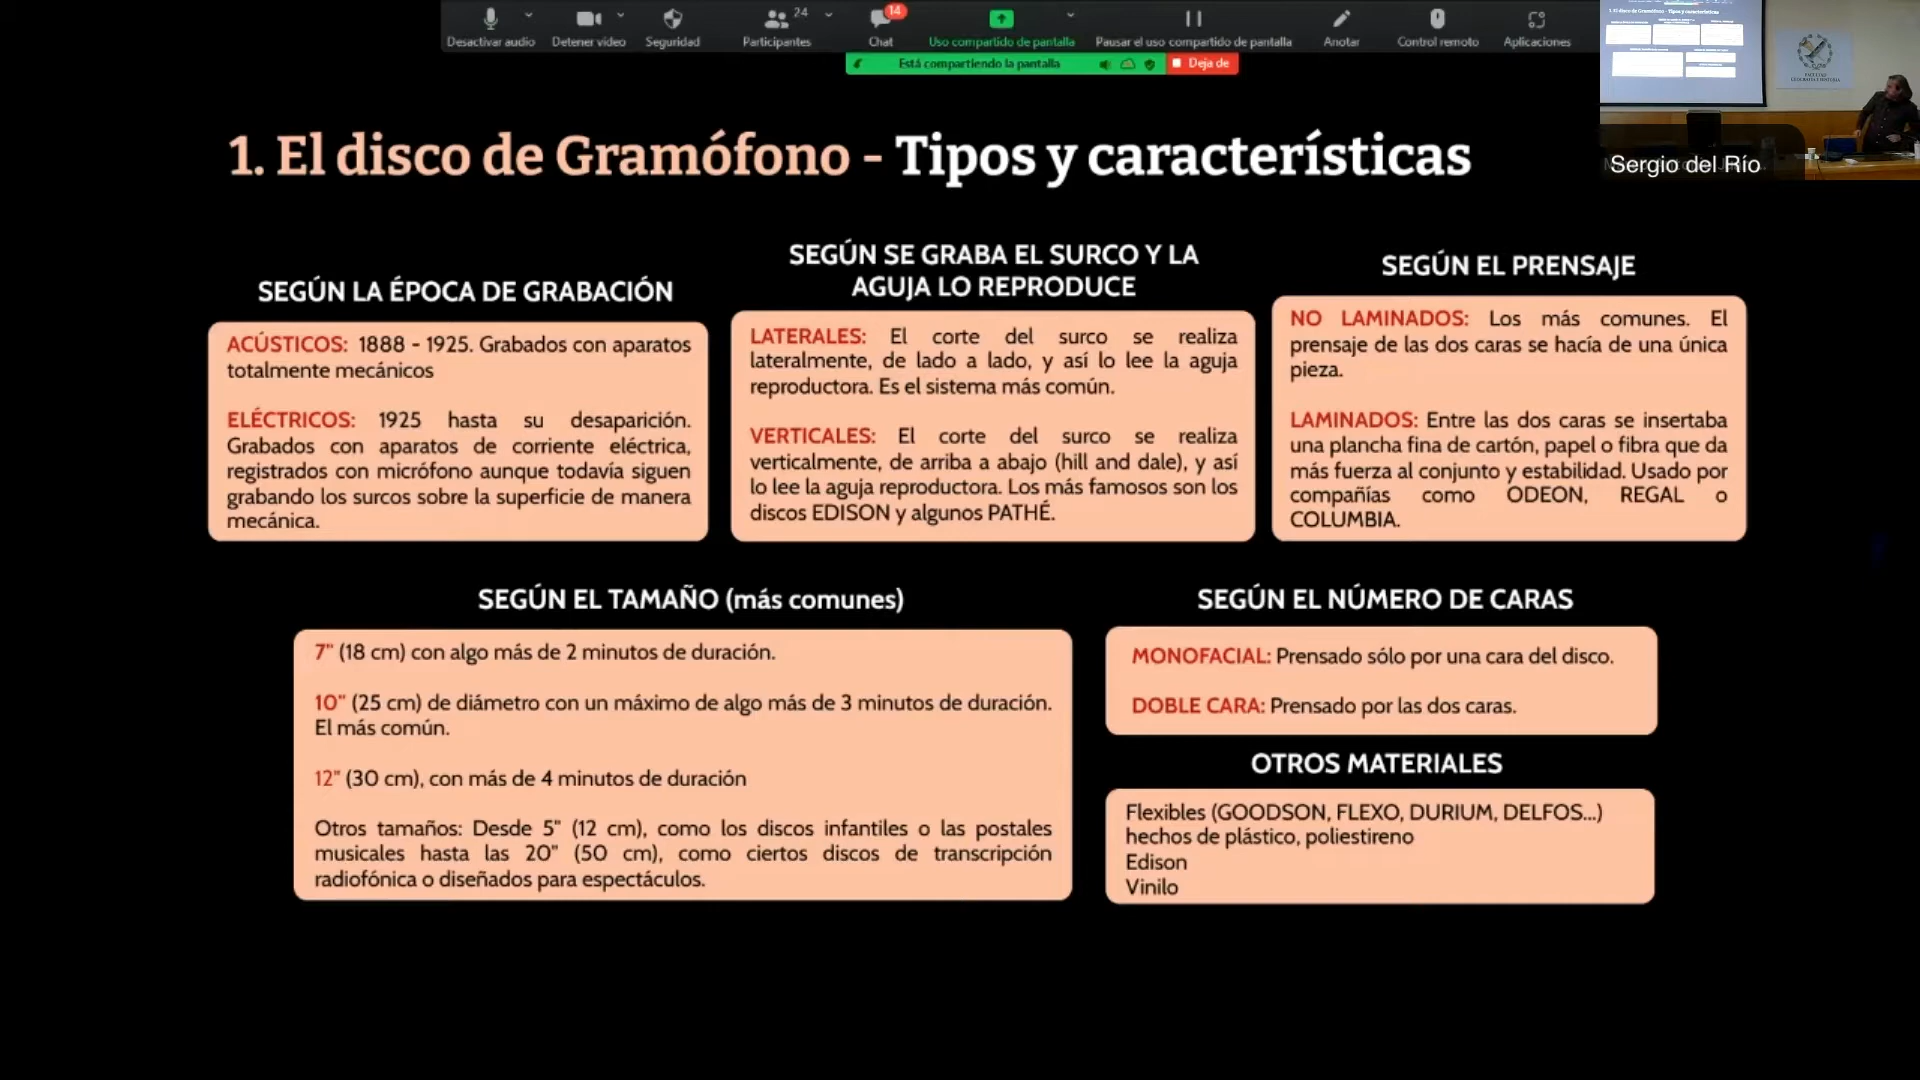 24
14
Desactivar audio
Detener vídeo
Seguridad
Participantes
Chat
Uso compartido de pantalla
Pausar el uso compartido de pantalla
Anotar
Control remoto
Aplicaciones
Está compartiendo la pantalla
Deja de
1. El disco de Gramófono - Tipos y características
Sergio del Río
SEGÚN LA ÉPOCA DE GRABACIÓN
ACÚSTICOS: 1888 - 1925. Grabados con aparatos
totalmente mecánicos
ELÉCTRICOS: 1925 hasta su desaparición.
Grabados con aparatos de corriente eléctrica,
registrados con micrófono aunque todavía siguen
grabando los surcos sobre la superficie de manera
mecánica.
SEGÚN SE GRABA EL SURCO Y LA
AGUJA LO REPRODUCE
LATERALES: El corte del surco se realiza
lateralmente, de lado a lado, y así lo lee la aguja
reproductora. Es el sistema más común.
VERTICALES: El corte del surco se realiza
verticalmente, de arriba a abajo (hill and dale), y así
lo lee la aguja reproductora. Los más famosos son los
discos EDISON y algunos PATHÉ.
SEGÚN EL PRENSAJE
NO LAMINADOS: Los más comunes. El
prensaje de las dos caras se hacía de una única
pieza.
LAMINADOS: Entre las dos caras se insertaba
una plancha fina de cartón, papel o fibra que da
más fuerza al conjunto y estabilidad. Usado por
compañías como ODEON, REGAL o
COLUMBIA.
SEGÚN EL TAMAÑO (más comunes)
7" (18 cm) con algo más de 2 minutos de duración.
10" (25 cm) de diámetro con un máximo de algo más de 3 minutos de duración.
El más común.
12" (30 cm), con más de 4 minutos de duración
Otros tamaños: Desde 5" (12 cm), como los discos infantiles o las postales
musicales hasta las 20" (50 cm), como ciertos discos de transcripción
radiofónica o diseñados para espectáculos.
SEGÚN EL NÚMERO DE CARAS
MONOFACIAL: Prensado sólo por una cara del disco.
DOBLE CARA: Prensado por las dos caras.
OTROS MATERIALES
Flexibles (GOODSON, FLEXO, DURIUM, DELFOS...)
hechos de plástico, poliestireno
Edison
Vinilo